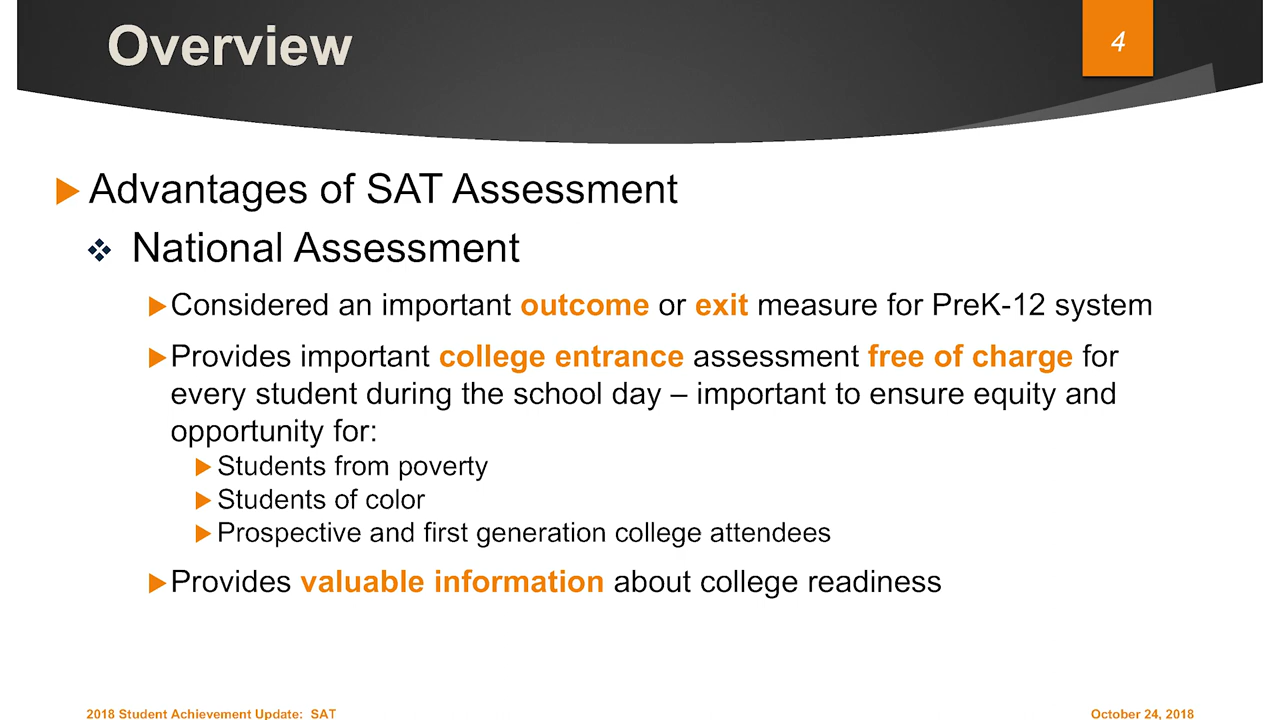 Overview
4
Advantages of SAT Assessment
National Assessment
Considered an important outcome or exit measure for PreK-12 system
Provides important college entrance assessment free of charge for
every student during the school day – important to ensure equity and
opportunity for:
Students from poverty
Students of color
Prospective and first generation college attendees
Provides valuable information about college readiness
2018 Student Achievement Update: SAT
October 24, 2018